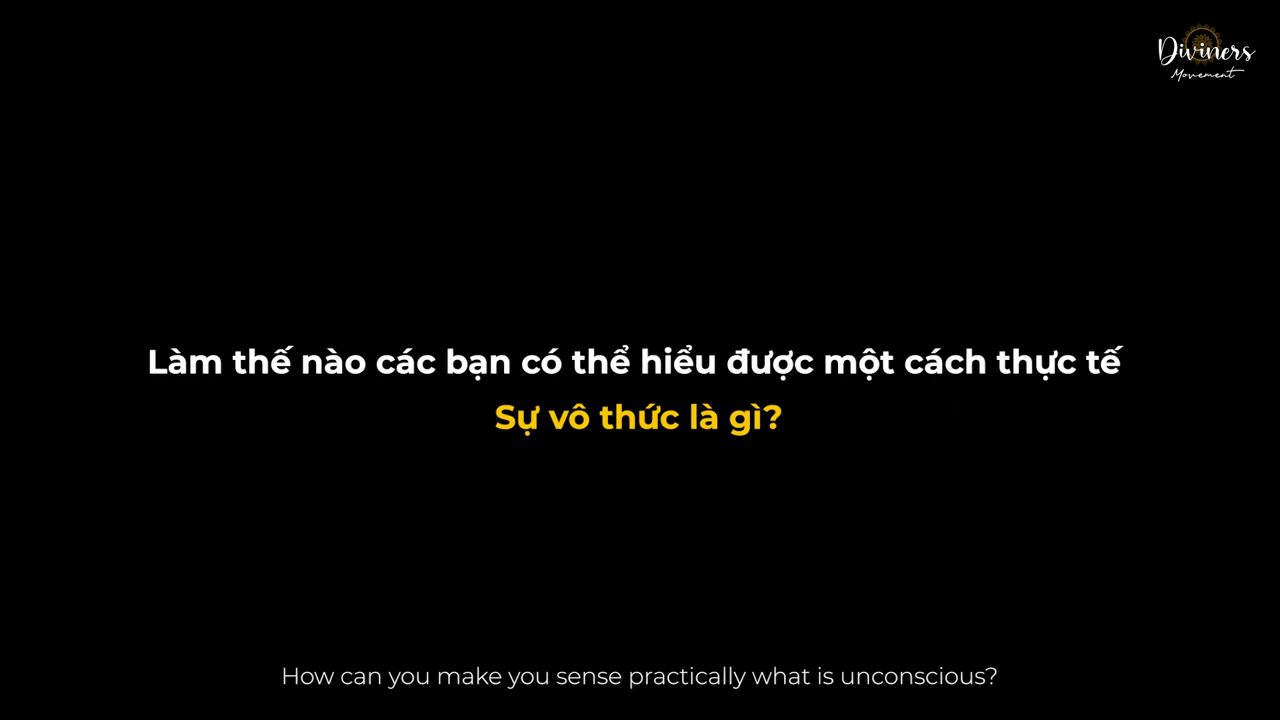 Diviners
Movement
Làm thế nào các bạn có thể hiểu được một cách thực tế
Sự vô thức là gì?
How can you make you sense practically what is unconscious?